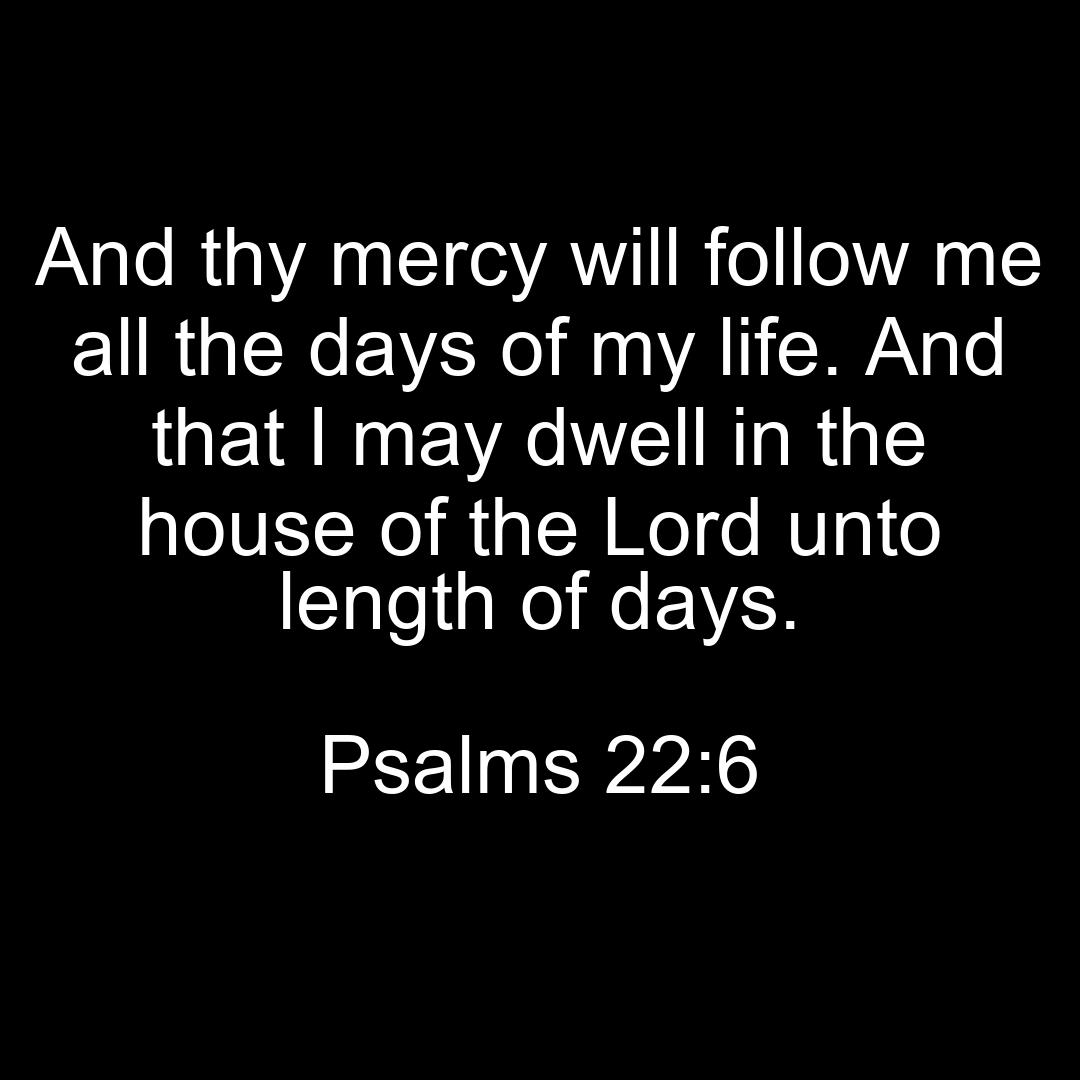 And thy mercy will follow me
all the days of my life. And
that I may dwell in the
house of the Lord unto
length of days.
Psalms 22:6